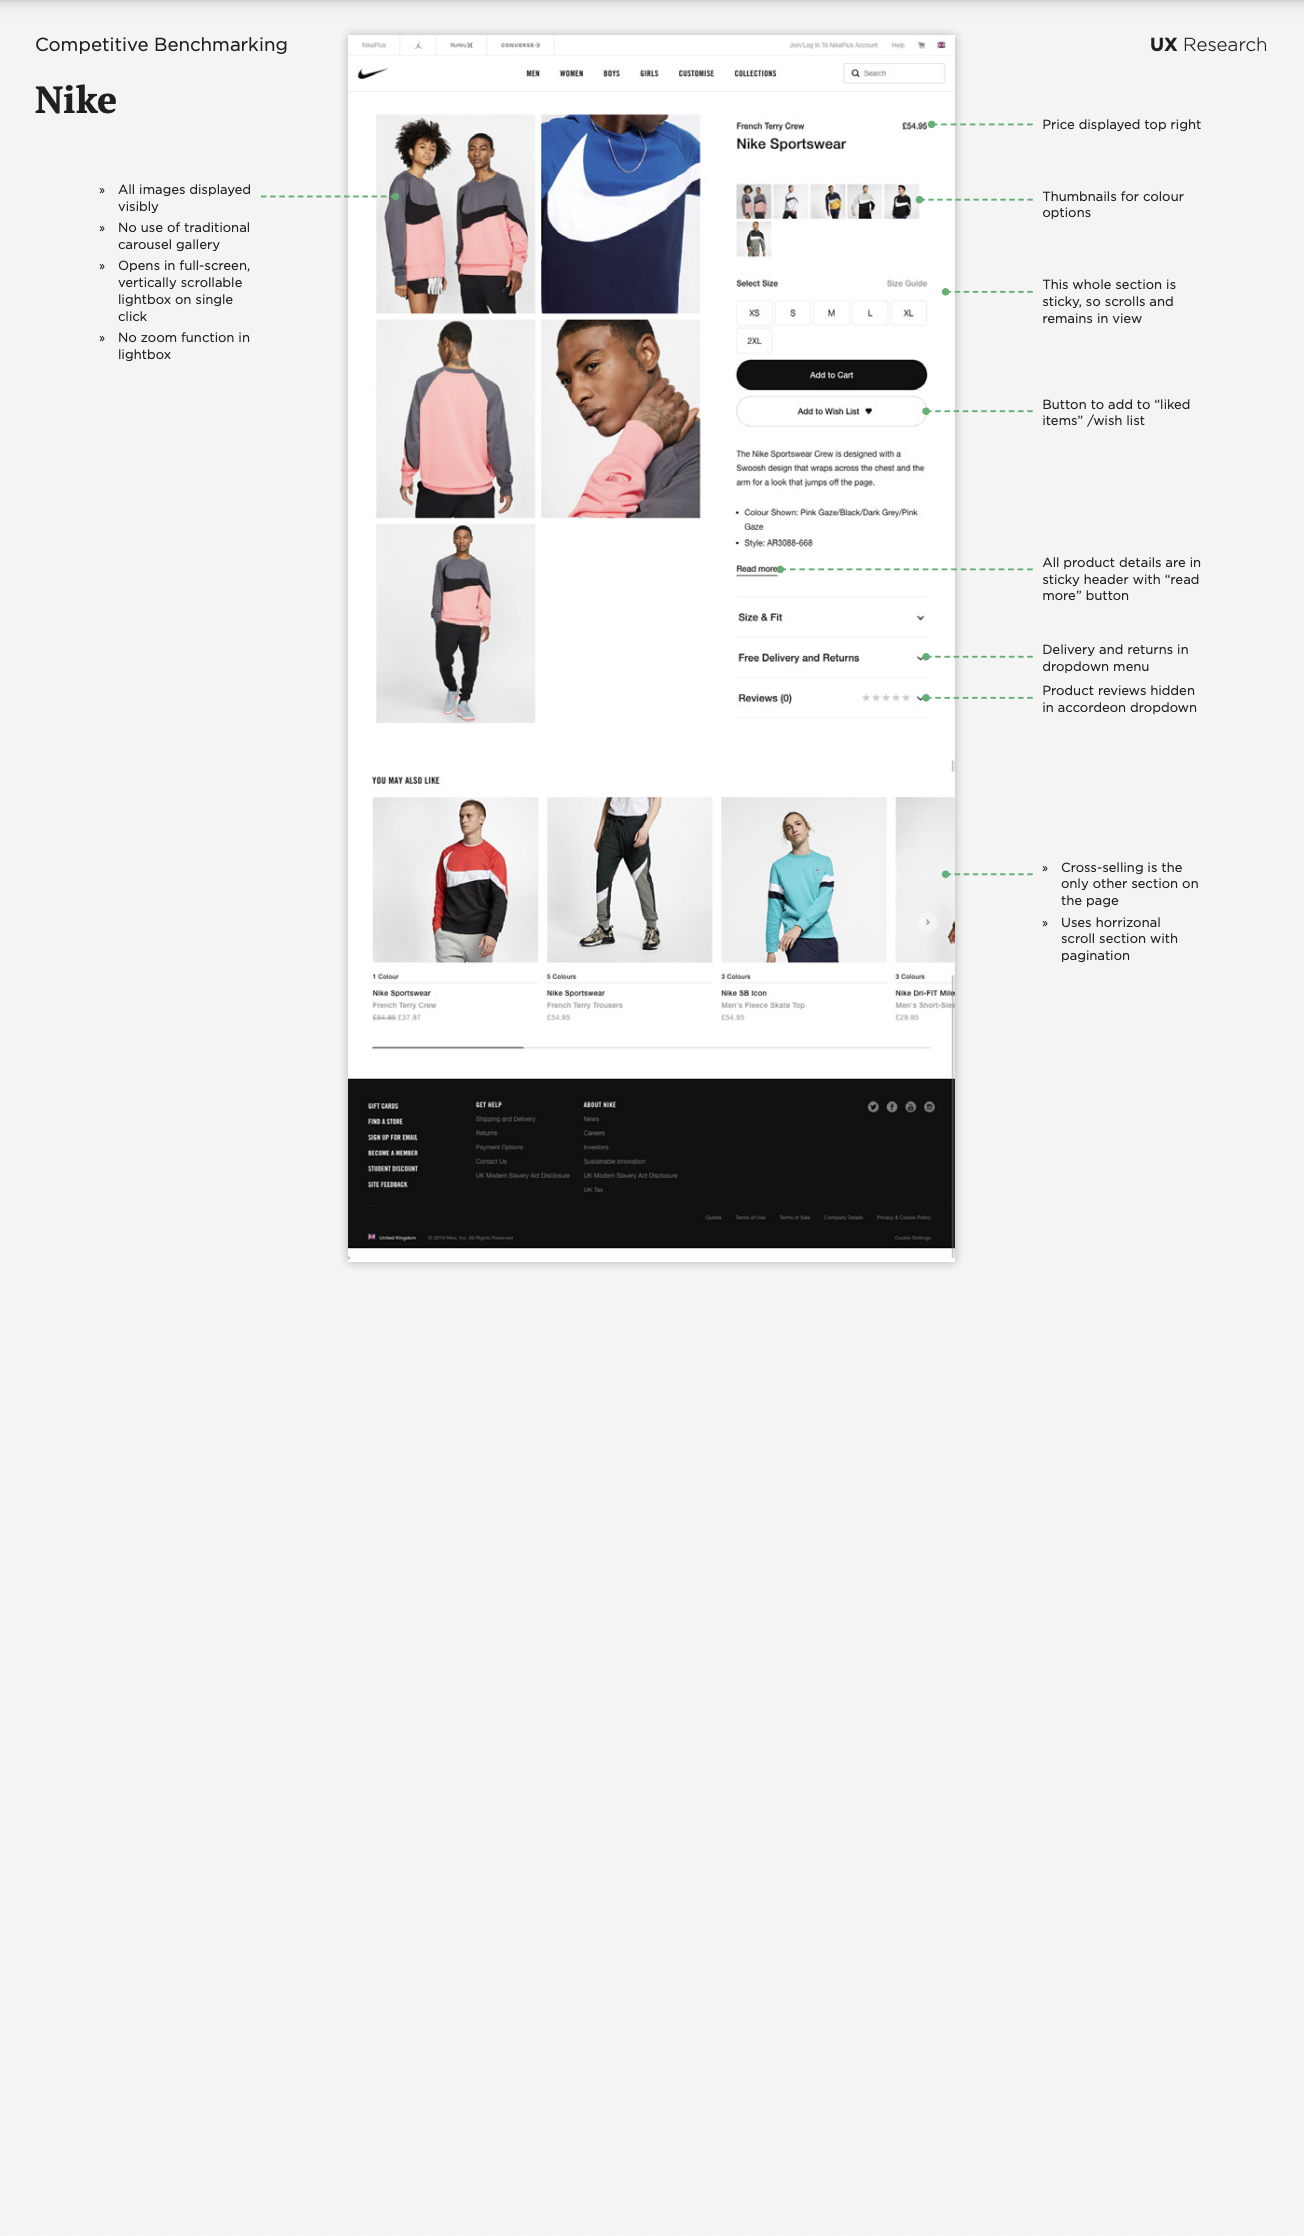 Competitive Benchmarking
UX Research
Nike
» All images displayed
visibly
» No use of traditional
carousel gallery
» Opens in full-screen,
vertically scrollable
lightbox on single
click
» No zoom function in
lightbox
NikePlus
Hurley
CONVERSE
Join/Log In To NikePlus Account
Help
MEN
WOMEN
BOYS
GIRLS
CUSTOMISE
COLLECTIONS
Search
French Terry Crew
£54.95
Nike Sportswear
Select Size
Size Guide
XS
S
M
L
XL
2XL
Add to Cart
Add to Wish List
The Nike Sportswear Crew is designed with a
Swoosh design that wraps across the chest and the
arm for a look that jumps off the page.
• Colour Shown: Pink Gaze/Black/Dark Grey/Pink
Gaze
• Style: AR3088-668
Read more
Size & Fit
Free Delivery and Returns
Reviews (0)
Price displayed top right
Thumbnails for colour
options
This whole section is
sticky, so scrolls and
remains in view
Button to add to “liked
items” /wish list
All product details are in
sticky header with “read
more” button
Delivery and returns in
dropdown menu
Product reviews hidden
in accordeon dropdown
YOU MAY ALSO LIKE
1 Colour
Nike Sportswear
French Terry Crew
£54.95 £37.97
5 Colours
Nike Sportswear
French Terry Trousers
£54.95
3 Colours
Nike SB Icon
Men's Fleece Skate Top
£54.95
3 Colours
Nike Dri-FIT Mile
Men's Short-Slee
£29.95
» Cross-selling is the
only other section on
the page
» Uses horrizonal
scroll section with
pagination
GIFT CARDS
FIND A STORE
SIGN UP FOR EMAIL
BECOME A MEMBER
STUDENT DISCOUNT
SITE FEEDBACK
GET HELP
Shipping and Delivery
Returns
Payment Options
Contact Us
UK Modern Slavery Act Disclosure
ABOUT NIKE
News
Careers
Investors
Sustainable Innovation
UK Modern Slavery Act Disclosure
UK Tax
Guides
Terms of Use
Terms of Sale
Company Details
Privacy & Cookie Policy
United Kingdom
© 2019 Nike, Inc. All Rights Reserved
Cookie Settings